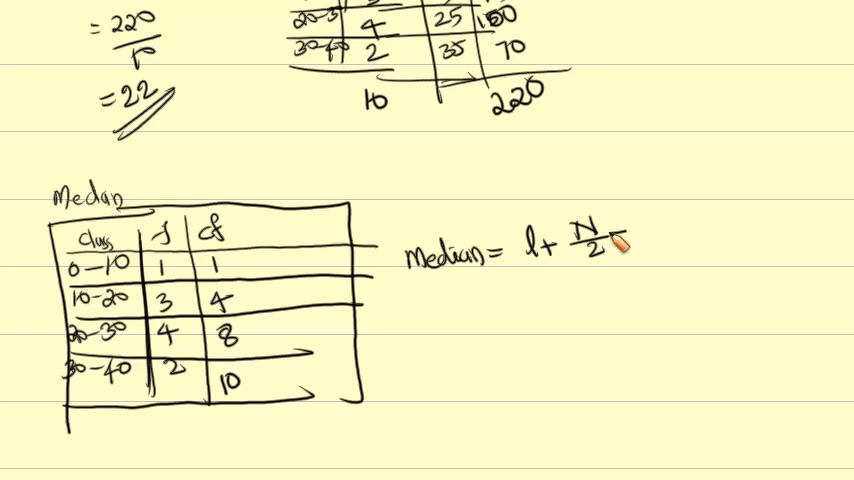 = 220
10
= 22
20-3 4 25 100
30-40 2 35 70
10 220
Median
Class f cf
0-10 1 1
10-20 3 4
20-30 4 8
30-40 2 10
Median = l + N/2 -